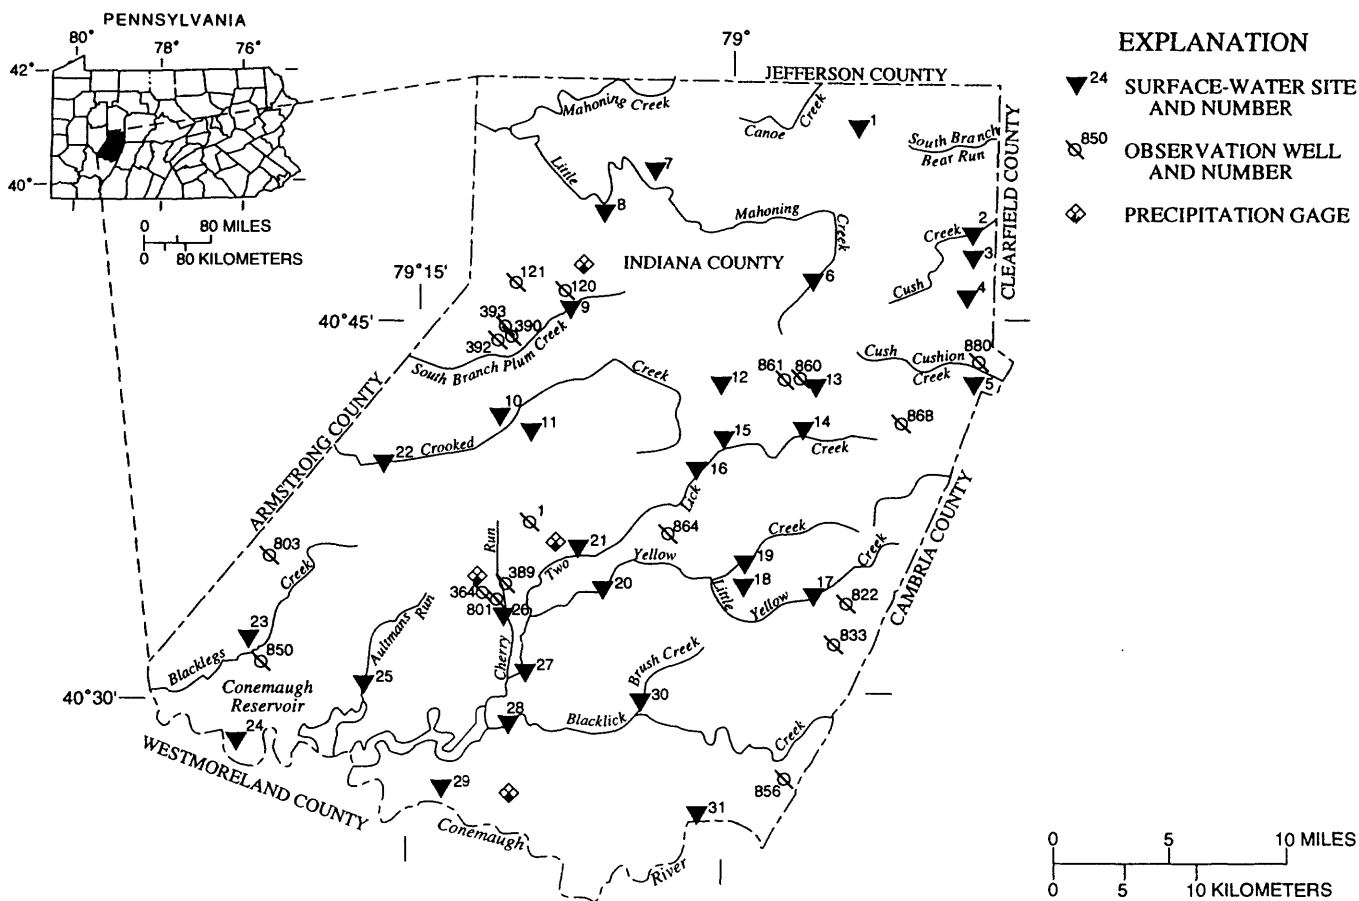 PENNSYLVANIA
80°
78°
76°
42°
40°
0 80 MILES
0 80 KILOMETERS
79°
JEFFERSON COUNTY
EXPLANATION
24
SURFACE-WATER SITE
AND NUMBER
850
OBSERVATION WELL
AND NUMBER
PRECIPITATION GAGE
Mahoning
Creek
Canoe
Creek
1
South Branch
Bear Run
CLEARFIELD COUNTY
Little
7
8
Mahoning
Creek
2
Creek
3
4
Cush
INDIANA COUNTY
6
79°15'
121
120
9
40°45'
393
390
392
South Branch Plum Creek
880
Cush Cushion
Creek
5
861
860
12
13
868
Creek
10
11
22
Crooked
15
14
Creek
16
Lick
ARMSTRONG COUNTY
CAMBRIA COUNTY
1
864
803
Creek
Run
21
Two
Yellow
Creek
19
18
Creek
389
364
801
26
20
Little
Yellow
17
822
833
23
850
Blacklegs
Aultmans
Run
25
Cherry
27
Brush Creek
30
40°30'
Conemaugh
Reservoir
24
28
Blacklick
Creek
WESTMORELAND COUNTY
29
856
31
Conemaugh
River
0 5 10 MILES
0 5 10 KILOMETERS